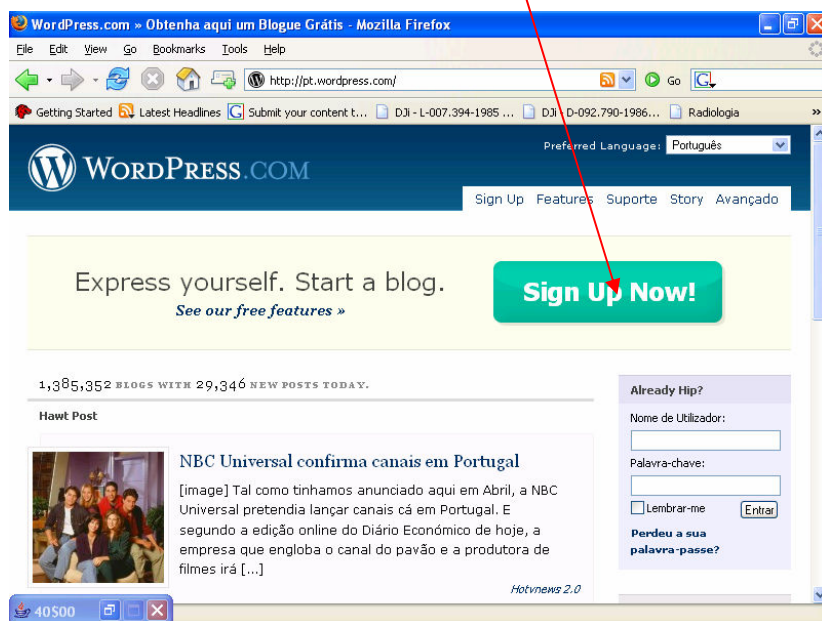 WordPress.com » Obtenha aqui um Blogue Grátis - Mozilla Firefox
File Edit View Go Bookmarks Tools Help
http://pt.wordpress.com/ Go G
Getting Started Latest Headlines G Submit your content t... DJi - L-007.394-1985 ... DJi - D-092.790-1986... Radiologia »
WORDPRESS.COM
Preferred Language: Português
Sign Up Features Suporte Story Avançado
Express yourself. Start a blog.
See our free features »
Sign Up Now!
1,385,352 BLOGS WITH 29,346 NEW POSTS TODAY.
Hawt Post
NBC Universal confirma canais em Portugal
[image] Tal como tinhamos anunciado aqui em Abril, a NBC
Universal pretendia lançar canais cá em Portugal. E
segundo a edição online do Diário Económico de hoje, a
empresa que engloba o canal do pavão e a produtora de
filmes irá [...]
Hotvnews 2.0
Already Hip?
Nome de Utilizador:
Palavra-chave:
Lembrar-me Entrar
Perdeu a sua
palavra-passe?
40$00